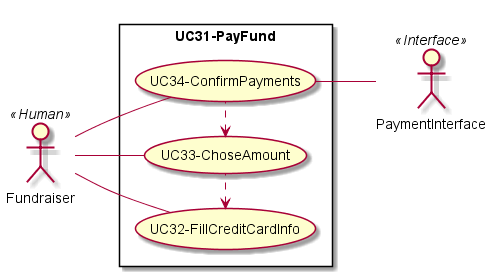 UC31-PayFund
«Interface»
UC34-ConfirmPayments
«Human»
PaymentInterface
UC33-ChoseAmount
Fundraiser
UC32-FillCreditCardInfo